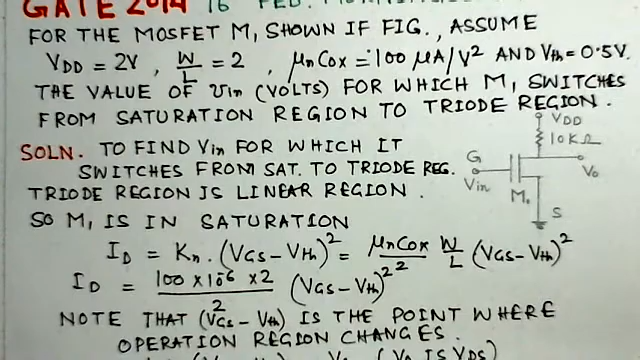 GATE 2014 16 FEB.
FOR THE MOSFET M, SHOWN IF FIG., ASSUME
VDD = 2V, W/L = 2, μnCox = 100 μA/V² AND Vth = 0.5V.
THE VALUE OF Vin (VOLTS) FOR WHICH M, SWITCHES
FROM SATURATION REGION TO TRIODE REGION.
SOLN. TO FIND Vin FOR WHICH IT
SWITCHES FROM SAT. TO TRIODE REG.
TRIODE REGION IS LINEAR REGION.
SO M, IS IN SATURATION
VDD
10KΩ
G
Vo
Vin
M,
S
ID = Kn. (VGS - Vth)² = μnCox/2 W/L (VGS - Vth)²
ID = 100 × 10⁻⁶ × 2 / 2 (VGS - Vth)²
NOTE THAT (VGS - Vth) IS THE POINT WHERE
OPERATION REGION CHANGES.
(Vo IS VDS)